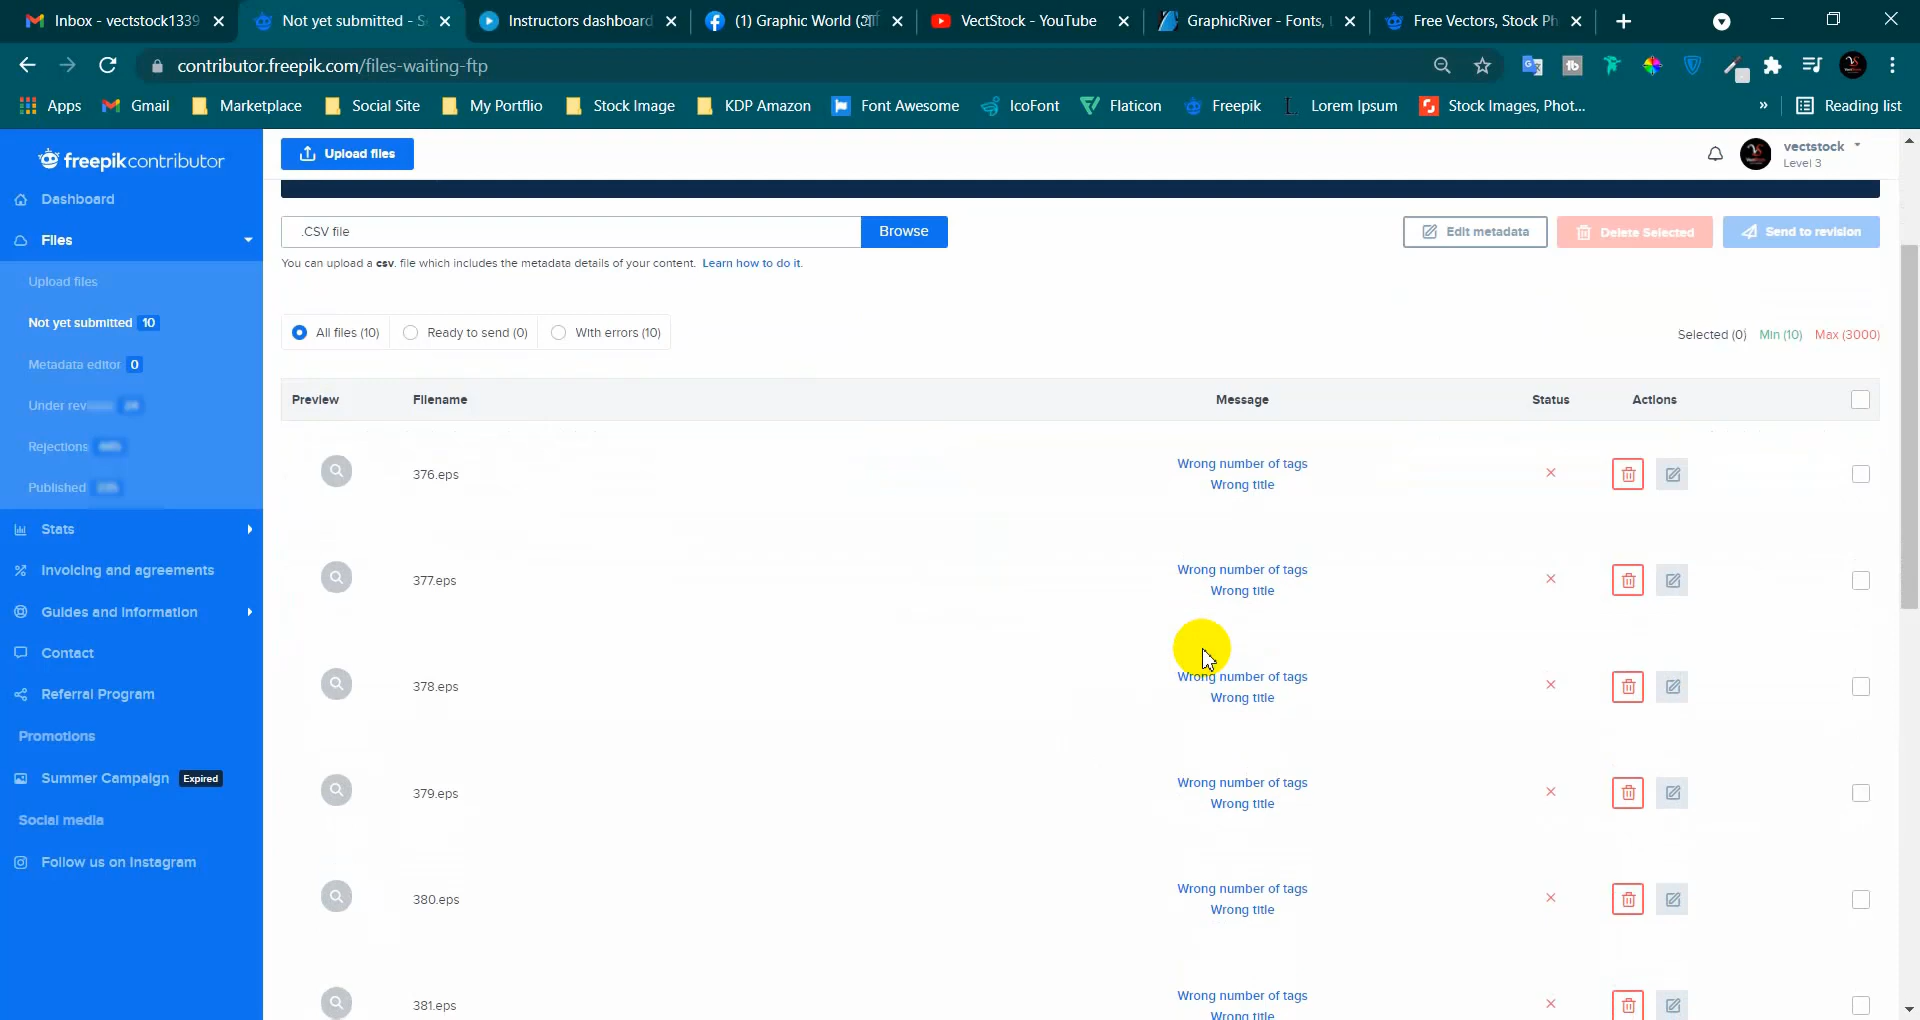 Inbox - vectstock1339
Not yet submitted - S
Instructors dashboard
(1) Graphic World
VectStock - YouTube
GraphicRiver - Fonts,
Free Vectors, Stock Ph
contributor.freepik.com/files-waiting-ftp
Apps
Gmail
Marketplace
Social Site
My Portflio
Stock Image
KDP Amazon
Font Awesome
IcoFont
Flaticon
Freepik
Lorem Ipsum
Stock Images, Phot...
»
Reading list
freepikcontributor
Upload files
vectstock
Level 3
Dashboard
Files
Upload files
Not yet submitted 10
Metadata editor 0
Under
Rejections
Published
Stats
Invoicing and agreements
Guides and Information
Contact
Referral Program
Promotions
Summer Campaign Expired
Social media
Follow us on Instagram
.CSV file
Browse
Edit metadata
Delete Selected
Send to revision
You can upload a csv. file which includes the metadata details of your content. Learn how to do it.
All files (10)
Ready to send (0)
With errors (10)
Selected (0) Min (10) Max (3000)
Preview
Filename
Message
Status
Actions
376.eps
Wrong number of tags
Wrong title
377.eps
Wrong number of tags
Wrong title
378.eps
Wrong number of tags
Wrong title
379.eps
Wrong number of tags
Wrong title
380.eps
Wrong number of tags
Wrong title
381.eps
Wrong number of tags
Wrong title